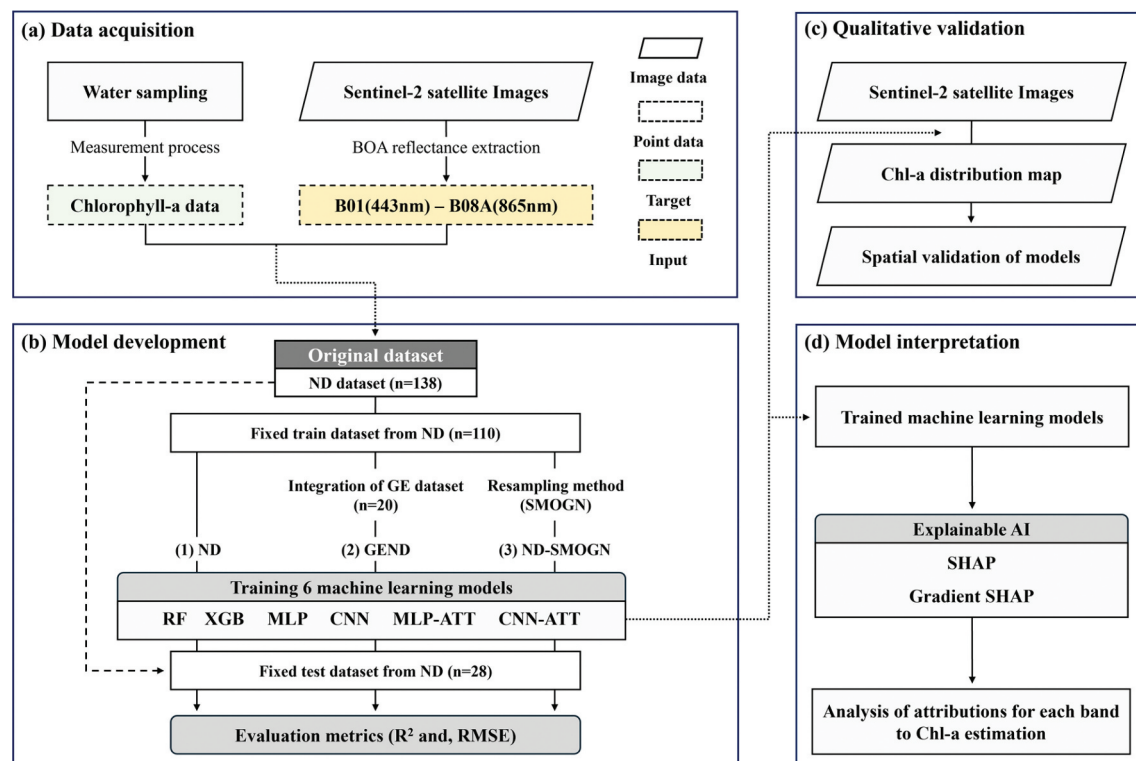 (a) Data acquisition
Water sampling
Sentinel-2 satellite Images
Measurement process
BOA reflectance extraction
Chlorophyll-a data
B01(443nm) – B08A(865nm)
Image data
Point data
Target
Input
(b) Model development
Original dataset
ND dataset (n=138)
Fixed train dataset from ND (n=110)
Integration of GE dataset
(n=20)
Resampling method
(SMOGN)
(1) ND
(2) GEND
(3) ND-SMOGN
Training 6 machine learning models
RF XGB MLP CNN MLP-ATT CNN-ATT
Fixed test dataset from ND (n=28)
Evaluation metrics (R² and, RMSE)
(c) Qualitative validation
Sentinel-2 satellite Images
Chl-a distribution map
Spatial validation of models
(d) Model interpretation
Trained machine learning models
Explainable AI
SHAP
Gradient SHAP
Analysis of attributions for each band
to Chl-a estimation